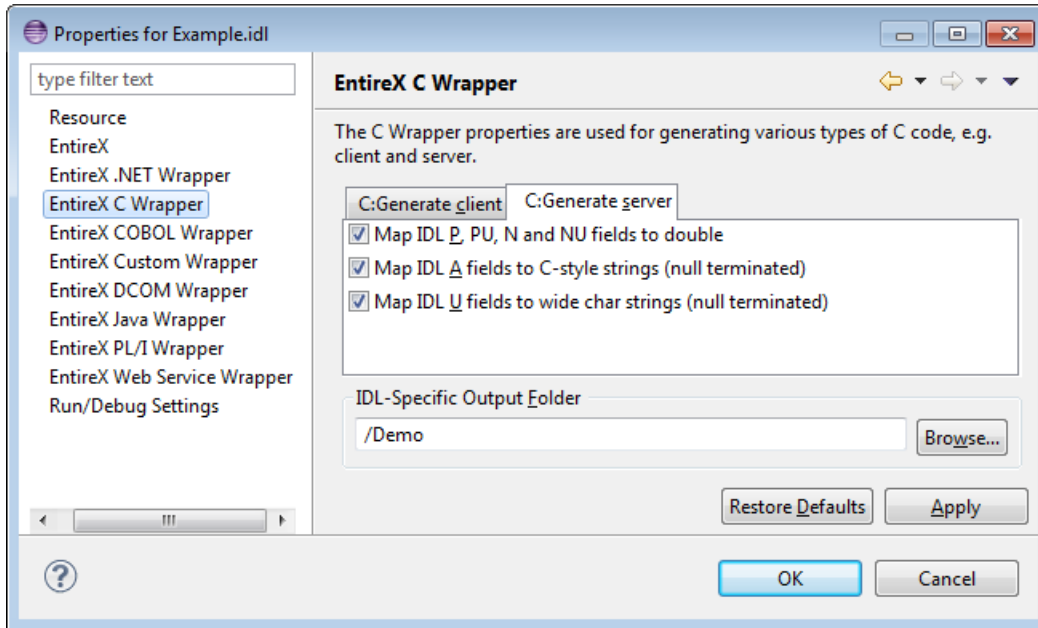 Properties for Example.idl
type filter text
Resource
EntireX
EntireX .NET Wrapper
EntireX C Wrapper
EntireX COBOL Wrapper
EntireX Custom Wrapper
EntireX DCOM Wrapper
EntireX Java Wrapper
EntireX PL/I Wrapper
EntireX Web Service Wrapper
Run/Debug Settings
EntireX C Wrapper
The C Wrapper properties are used for generating various types of C code, e.g.
client and server.
C:Generate client
C:Generate server
Map IDL P, PU, N and NU fields to double
Map IDL A fields to C-style strings (null terminated)
Map IDL U fields to wide char strings (null terminated)
IDL-Specific Output Folder
/Demo
Browse...
Restore Defaults
Apply
?
OK
Cancel